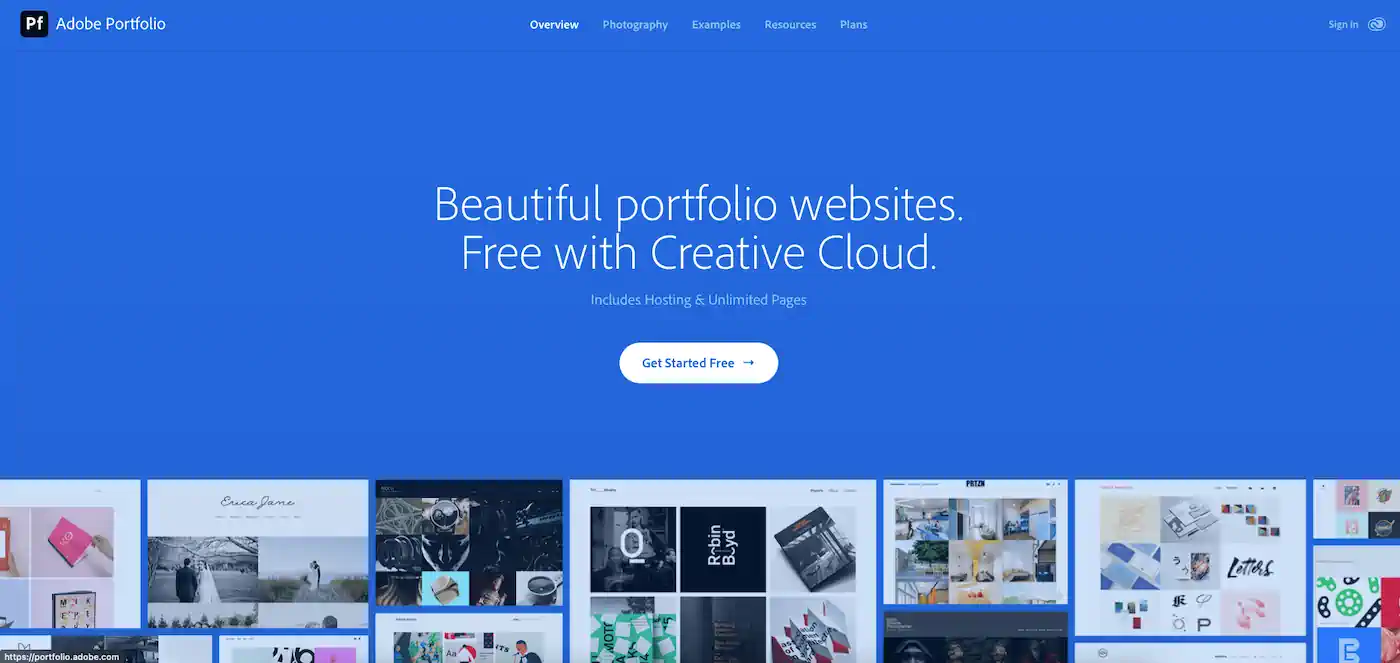 Pf Adobe Portfolio
Overview Photography Examples Resources Plans
Sign In
Beautiful portfolio websites.
Free with Creative Cloud.
Includes Hosting & Unlimited Pages
Get Started Free →
Erica Jane
PRTZN
Robin
Boyd
Letters
https://portfolio.adobe.com